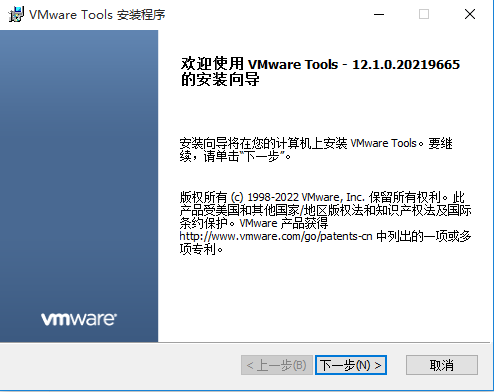 VMware Tools 安装程序
欢迎使用 VMware Tools - 12.1.0.20219665
的安装向导
安装向导将在您的计算机上安装 VMware Tools。要继
续，请单击“下一步”。
版权所有 (c) 1998-2022 VMware, Inc. 保留所有权利。此
产品受美国和其他国家/地区版权法和知识产权法及国际
条约保护。VMware 产品获得
http://www.vmware.com/go/patents-cn 中列出的一项或多
项专利。
vmware®
< 上一步(B)
下一步(N) >
取消